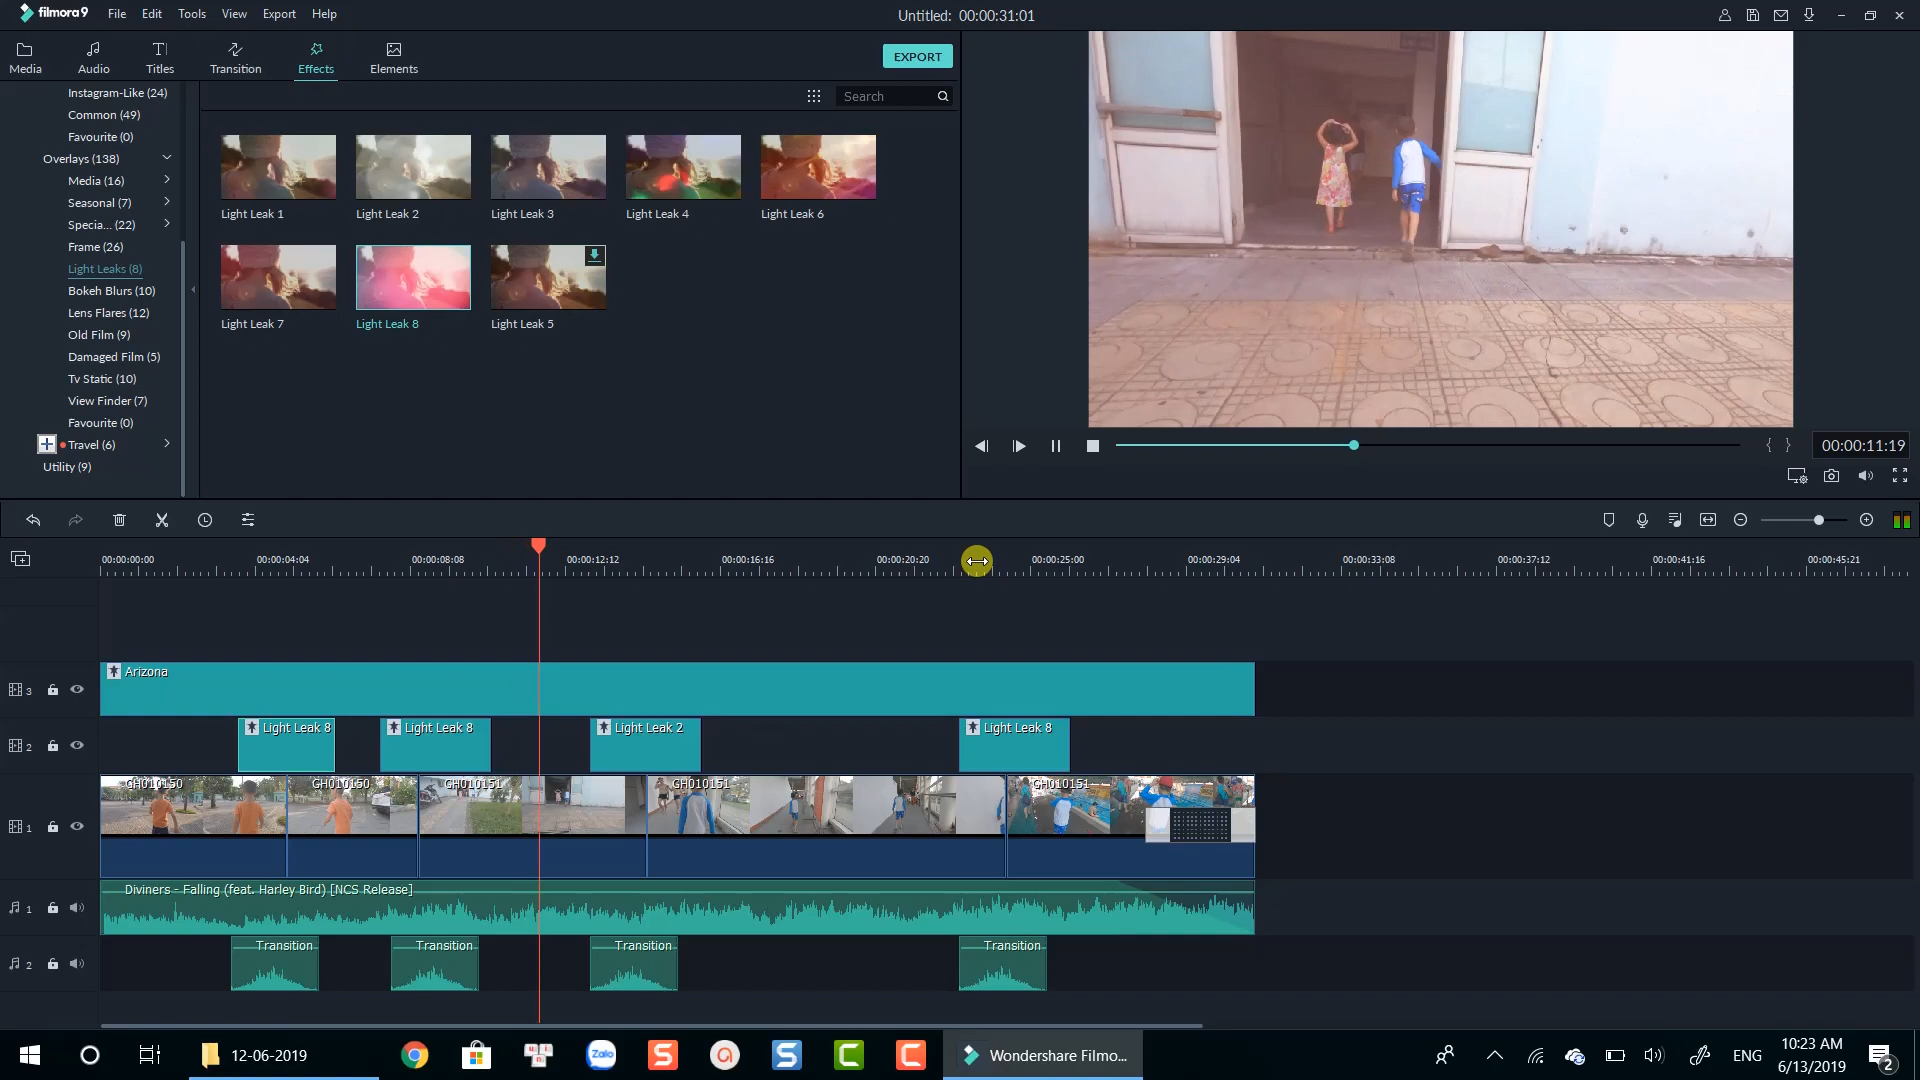 filmora9 File Edit Tools View Export Help Untitled: 00:00:31:01
Media Audio Titles Transition Effects Elements EXPORT
Search
Instagram-Like (24)
Common (49)
Favourite (0)
Overlays (138)
Media (16)
Seasonal (7)
Specia... (22)
Frame (26)
Light Leaks (8)
Bokeh Blurs (10)
Lens Flares (12)
Old Film (9)
Damaged Film (5)
Tv Static (10)
View Finder (7)
Favourite (0)
Travel (6)
Utility (9)
Light Leak 1 Light Leak 2 Light Leak 3 Light Leak 4 Light Leak 6
Light Leak 7 Light Leak 8 Light Leak 5
{ } 00:00:11:19
00:00:00:00 00:00:04:04 00:00:08:08 00:00:12:12 00:00:16:16 00:00:20:20 00:00:25:00 00:00:29:04 00:00:33:08 00:00:37:12 00:00:41:16 00:00:45:21
3 Arizona
2 Light Leak 8 Light Leak 8 Light Leak 2 Light Leak 8
1 GH010150 GH010150 GH010151 GH010151 GH010151
1 Diviners - Falling (feat. Harley Bird) [NCS Release]
2 Transition Transition Transition Transition
12-06-2019 Zalo Wondershare Filmo... ENG 10:23 AM
6/13/2019 2